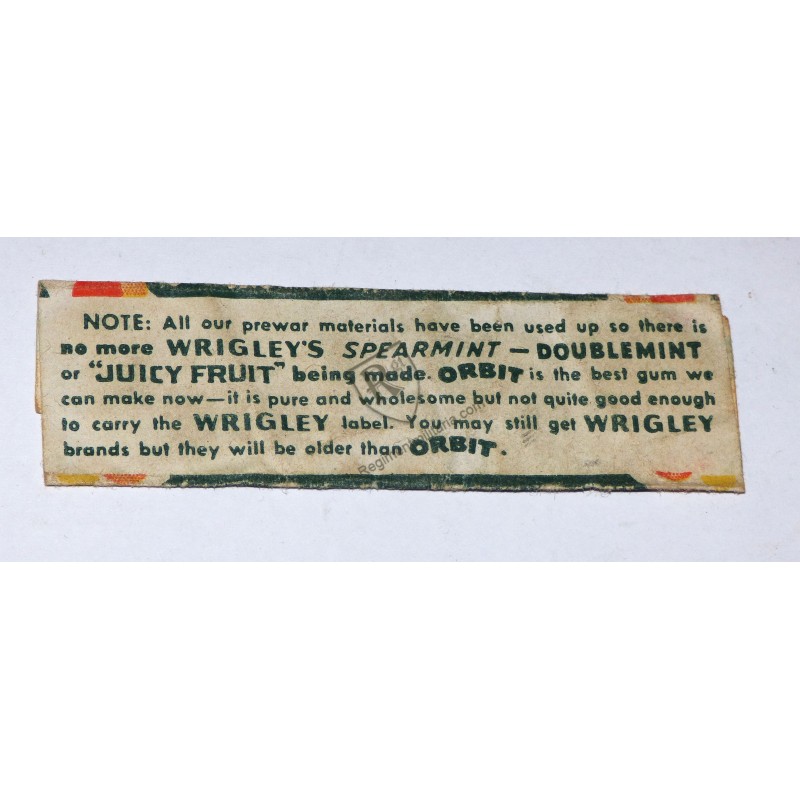 NOTE: All our prewar materials have been used up so there is
no more WRIGLEY'S SPEARMINT — DOUBLEMINT
or "JUICY FRUIT" being made. ORBIT is the best gum we
can make now—it is pure and wholesome but not quite good enough
to carry the WRIGLEY label. You may still get WRIGLEY
brands but they will be older than ORBIT.
R
Regimentmilitaria.com